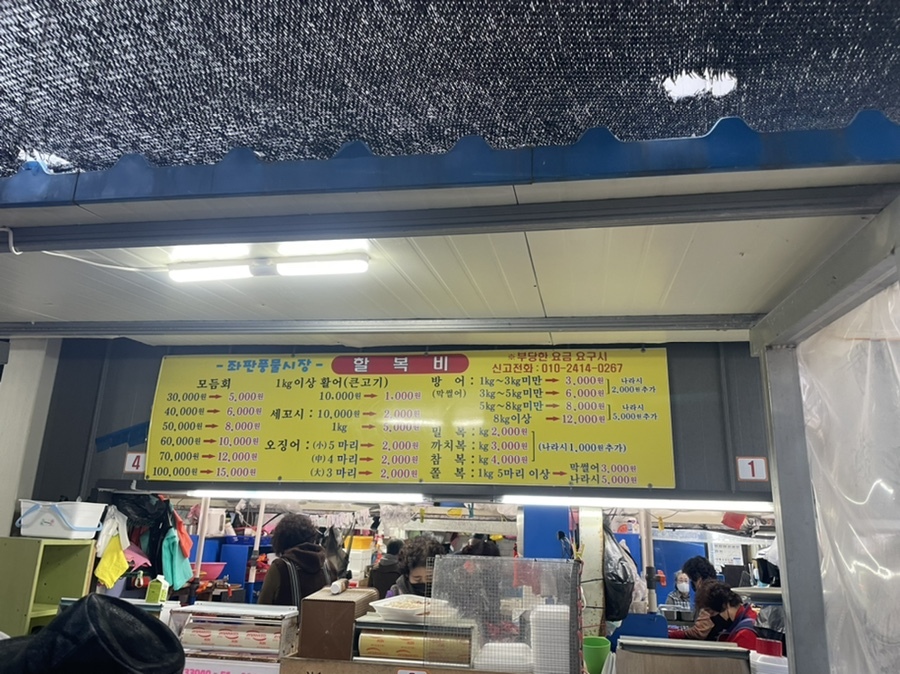 -좌판풍물시장-
할복비
※부당한 요금 요구시
신고전화 : 010-2414-0267
모듬회
30,000원 → 5,000원
40,000원 → 6,000원
50,000원 → 8,000원
60,000원 → 10,000원
70,000원 → 12,000원
100,000원 → 15,000원
1kg이상 활어(큰고기)
10,000원 → 1,000원
세꼬시 : 10,000원 → 2,000원
1kg → 5,000원
오징어 : (小) 5 마리 → 2,000원
(中) 4 마리 → 2,000원
(大) 3 마리 → 2,000원
방 어 : 1kg~3kg미만 → 3,000원
(막썰어) 3kg~5kg미만 → 6,000원
나라시 2,000원추가
5kg~8kg미만 → 8,000원
8kg이상 → 12,000원
나라시 5,000원추가
밀 복 : kg 2,000원
까치복 : kg 3,000원
참 복 : kg 4,000원
(나라시1,000원추가)
쫄 복 : 1kg 5마리 이상 → 막썰어 3,000원
나라시 5,000원
4
1